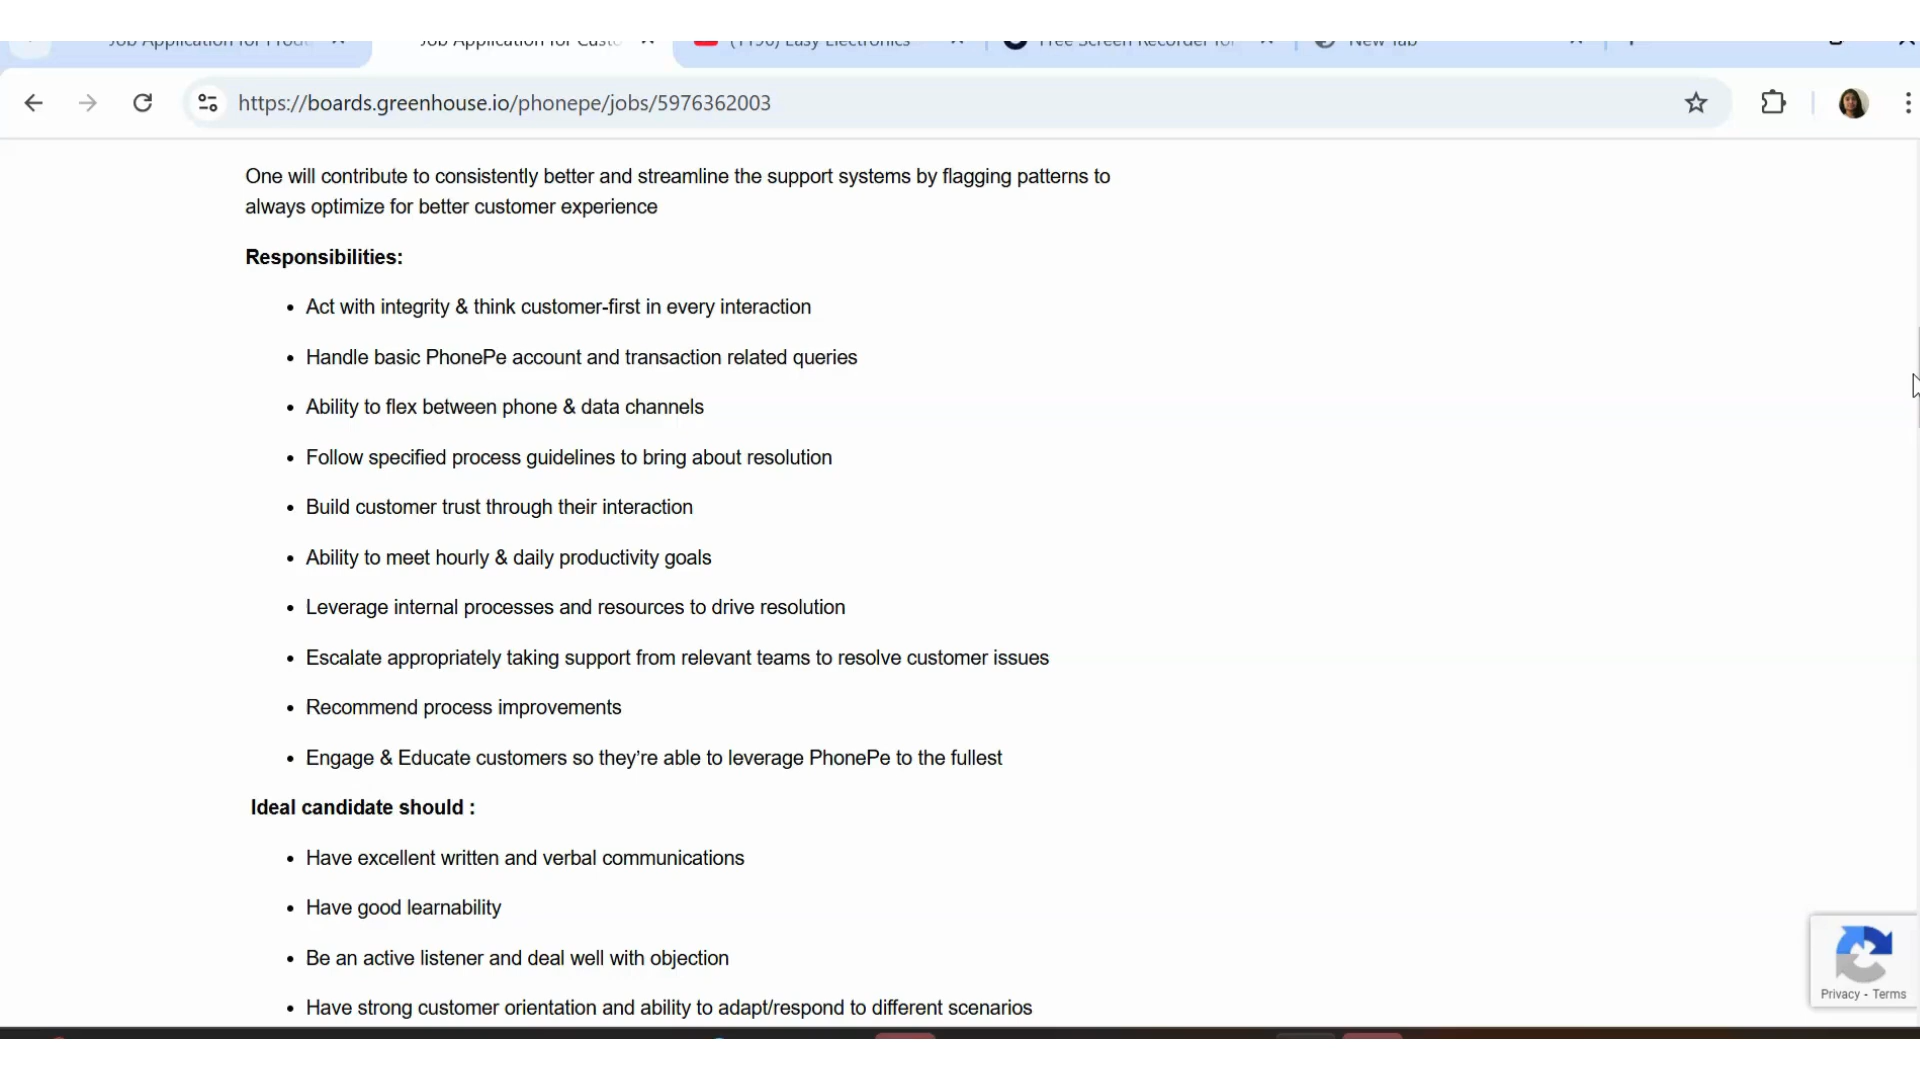 https://boards.greenhouse.io/phonepe/jobs/5976362003
One will contribute to consistently better and streamline the support systems by flagging patterns to
always optimize for better customer experience
Responsibilities:
• Act with integrity & think customer-first in every interaction
• Handle basic PhonePe account and transaction related queries
• Ability to flex between phone & data channels
• Follow specified process guidelines to bring about resolution
• Build customer trust through their interaction
• Ability to meet hourly & daily productivity goals
• Leverage internal processes and resources to drive resolution
• Escalate appropriately taking support from relevant teams to resolve customer issues
• Recommend process improvements
• Engage & Educate customers so they’re able to leverage PhonePe to the fullest
Ideal candidate should :
• Have excellent written and verbal communications
• Have good learnability
• Be an active listener and deal well with objection
• Have strong customer orientation and ability to adapt/respond to different scenarios
Privacy - Terms